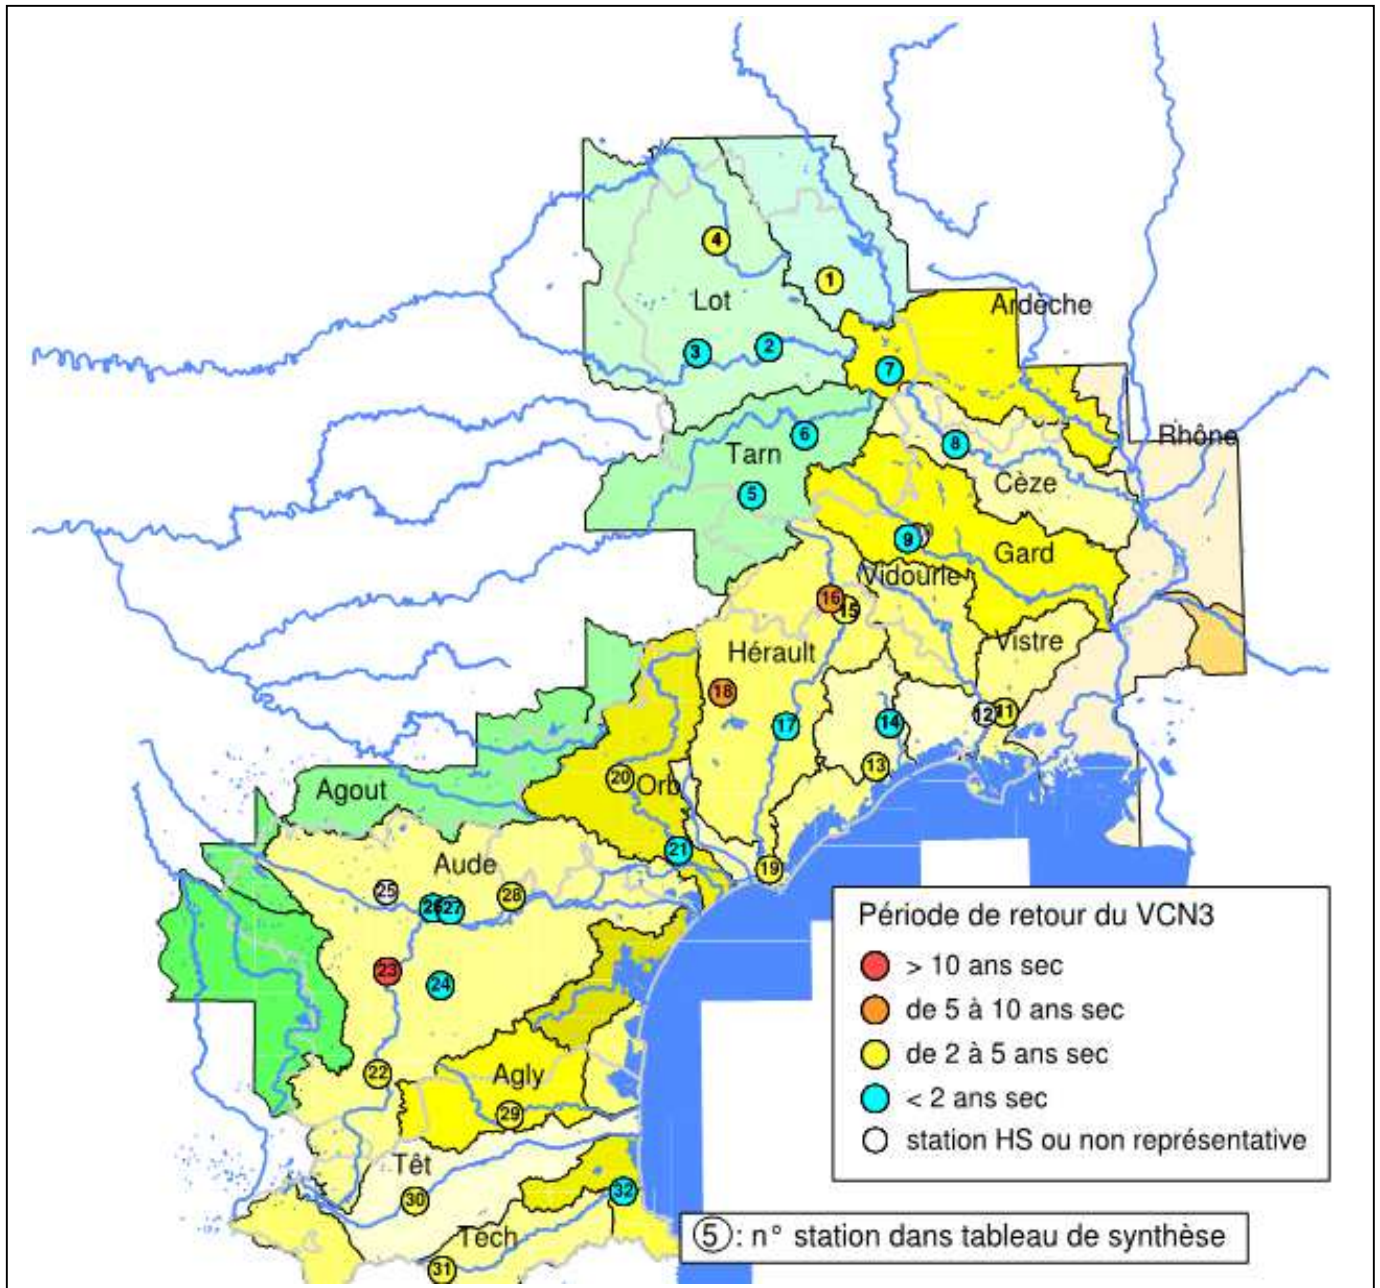 4
1
Lot
Ardèche
3
2
7
6
8
Rhône
Tarn
Cèze
5
9
Gard
Vidourle
16
15
Hérault
Vistre
18
17
14
12
11
13
20
Orb
Agout
21
Aude
19
25
26
27
28
23
24
22
Agly
29
Têt
30
32
Tech
31
Période de retour du VCN3
> 10 ans sec
de 5 à 10 ans sec
de 2 à 5 ans sec
< 2 ans sec
station HS ou non représentative
5 : n° station dans tableau de synthèse